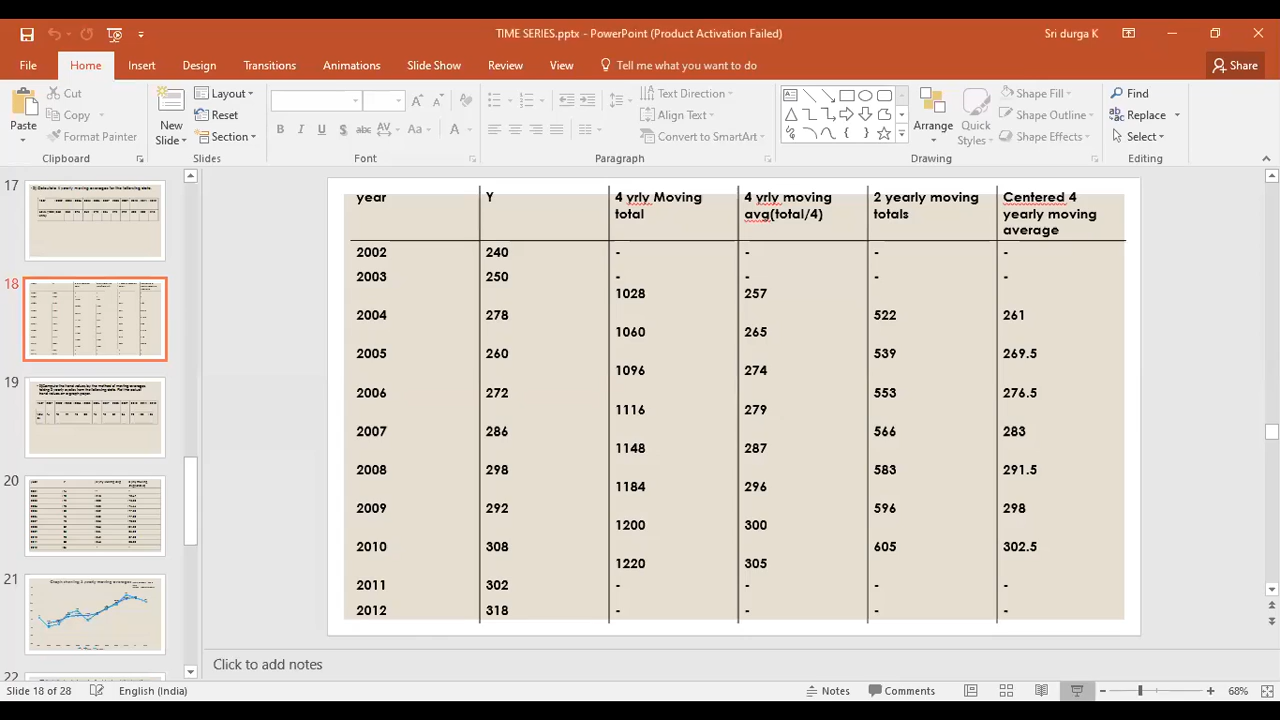 TIME SERIES.pptx - PowerPoint (Product Activation Failed)
Sri durga K
File Home Insert Design Transitions Animations Slide Show Review View Tell me what you want to do Share
Paste
Cut
Copy
Format Painter
Clipboard
New Slide
Layout
Reset
Section
Slides
B I U S abc AV Aa A
Font
Text Direction
Align Text
Convert to SmartArt
Paragraph
Arrange
Quick Styles
Shape Fill
Shape Outline
Shape Effects
Drawing
Find
Replace
Select
Editing
17
18
19
20
21
22
year Y 4 yrly Moving total 4 yrly moving avg(total/4) 2 yearly moving totals Centered 4 yearly moving average
2002 240 - - - -
2003 250 - - - -
1028 257
2004 278 522 261
1060 265
2005 260 539 269.5
1096 274
2006 272 553 276.5
1116 279
2007 286 566 283
1148 287
2008 298 583 291.5
1184 296
2009 292 596 298
1200 300
2010 308 605 302.5
1220 305
2011 302 - - - -
2012 318 - - - -
Click to add notes
Slide 18 of 28 English (India) Notes Comments 68%